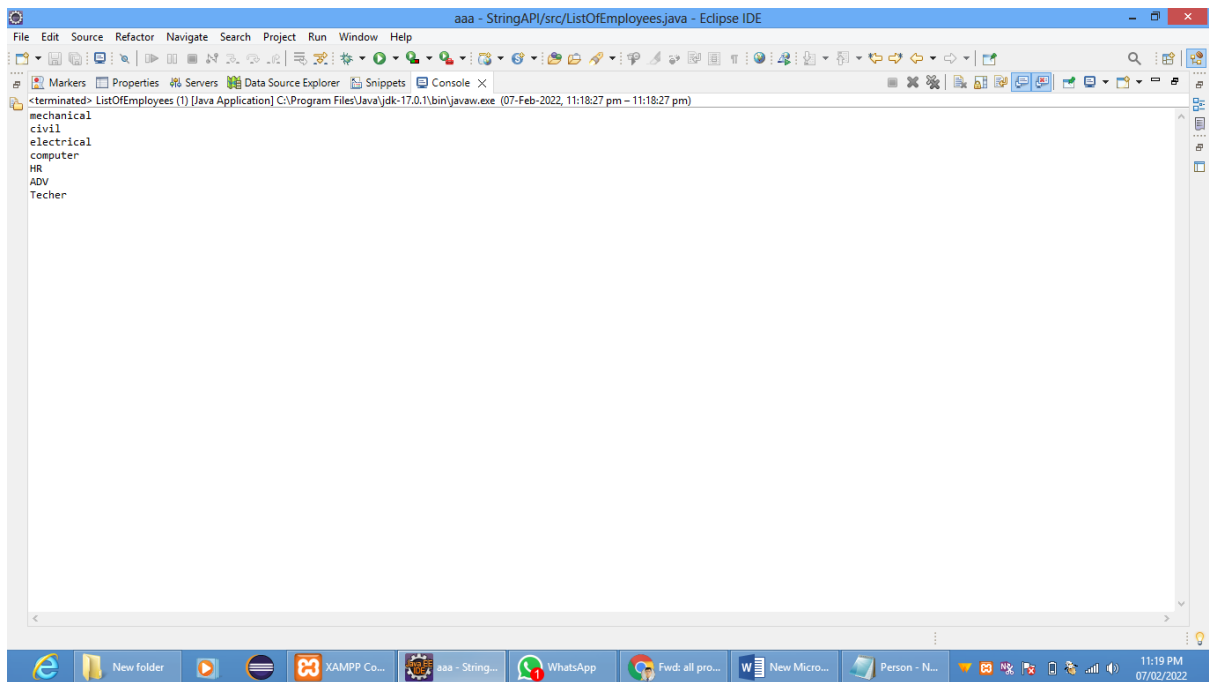 aaa - StringAPI/src/ListOfEmployees.java - Eclipse IDE
File Edit Source Refactor Navigate Search Project Run Window Help
Markers Properties Servers Data Source Explorer Snippets Console
<terminated> ListOfEmployees (1) [Java Application] C:\Program Files\Java\jdk-17.0.1\bin\javaw.exe (07-Feb-2022, 11:18:27 pm – 11:18:27 pm)
mechanical
civil
electrical
computer
HR
ADV
Techer
New folder XAMPP Co... aaa - String... WhatsApp Fwd: all pro... New Micro... Person - N... 11:19 PM
07/02/2022